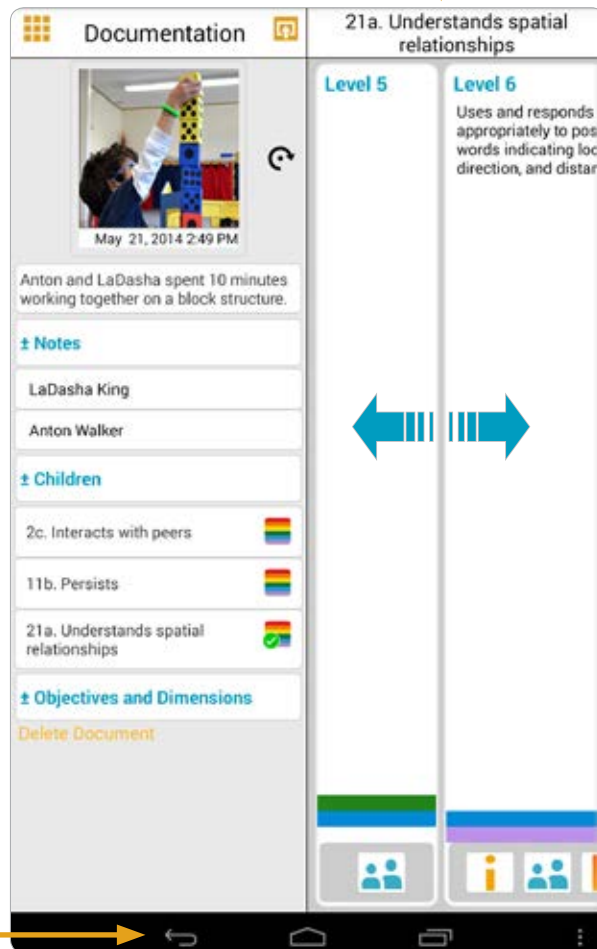 Documentation
May 21, 2014 2:49 PM
Anton and LaDasha spent 10 minutes
working together on a block structure.
± Notes
LaDasha King
Anton Walker
± Children
2c. Interacts with peers
11b. Persists
21a. Understands spatial
relationships
± Objectives and Dimensions
Delete Document
21a. Understands spatial
relationships
Level 5
Level 6
Uses and responds
appropriately to pos
words indicating loc
direction, and distan